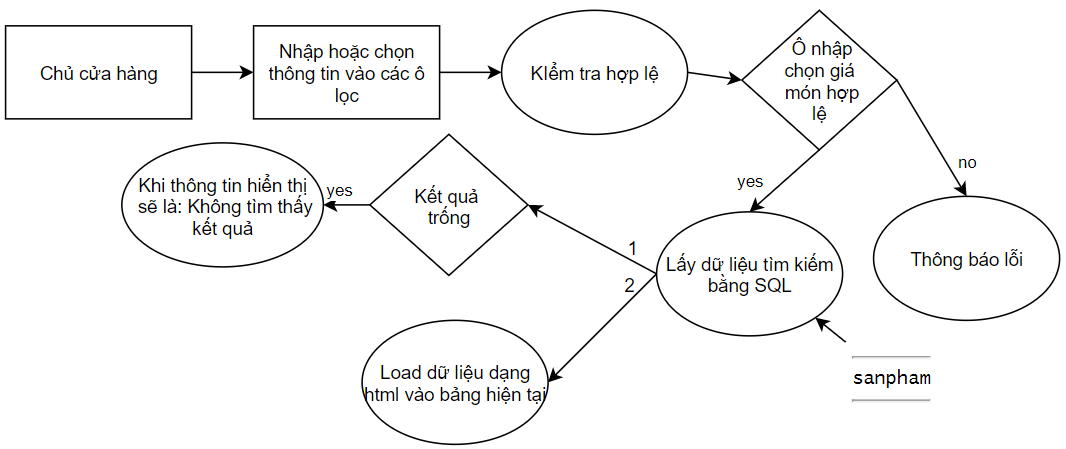 Chủ cửa hàng
Nhập hoặc chọn
thông tin vào các ô
lọc
KIểm tra hợp lệ
Ô nhập
chọn giá
món hợp
lệ
no
yes
Thông báo lỗi
Lấy dữ liệu tìm kiếm
bằng SQL
sanpham
1
2
Kết quả
trống
yes
Khi thông tin hiển thị
sẽ là: Không tìm thấy
kết quả
Load dữ liệu dạng
html vào bảng hiện tại